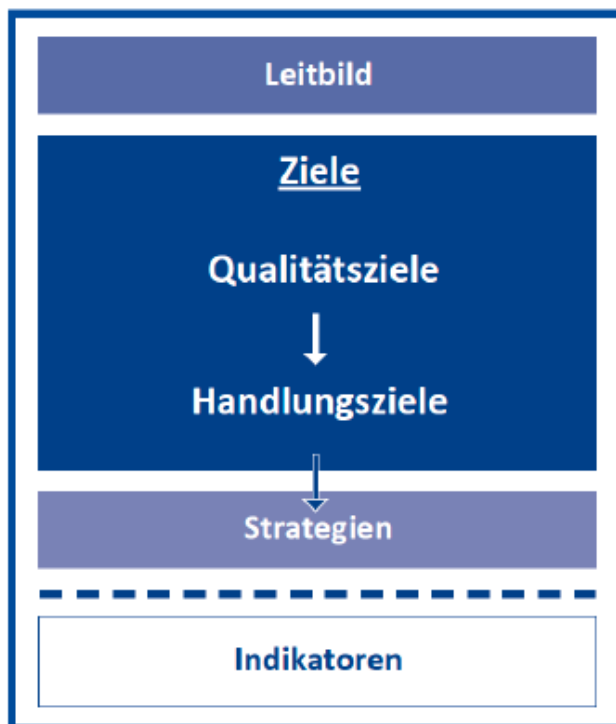 Leitbild
Ziele
Qualitätsziele
Handlungsziele
Strategien
Indikatoren